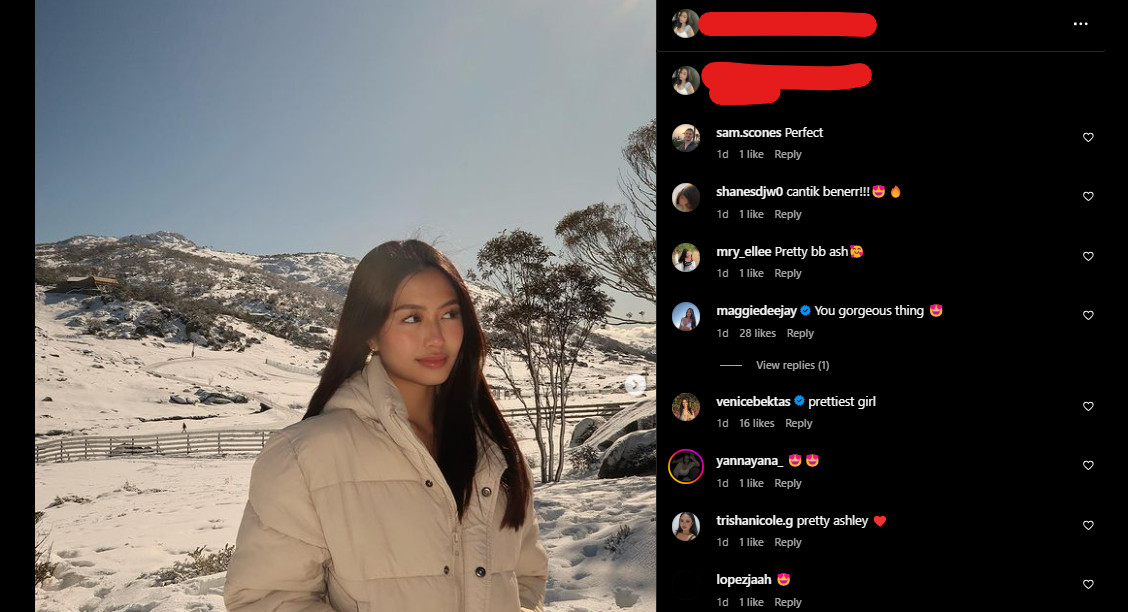 sam.scones Perfect
1d 1 like Reply
shanesdjw0 cantik benerr!!!😍🔥
1d 1 like Reply
mry_ellee Pretty bb ash🥰
1d 1 like Reply
maggiedeejay You gorgeous thing 😍
1d 28 likes Reply
View replies (1)
venicebektas prettiest girl
1d 16 likes Reply
yannayana_ 😍😍
1d 1 like Reply
trishanicole.g pretty ashley ❤️
1d 1 like Reply
lopezjaah 😍
1d 1 like Reply